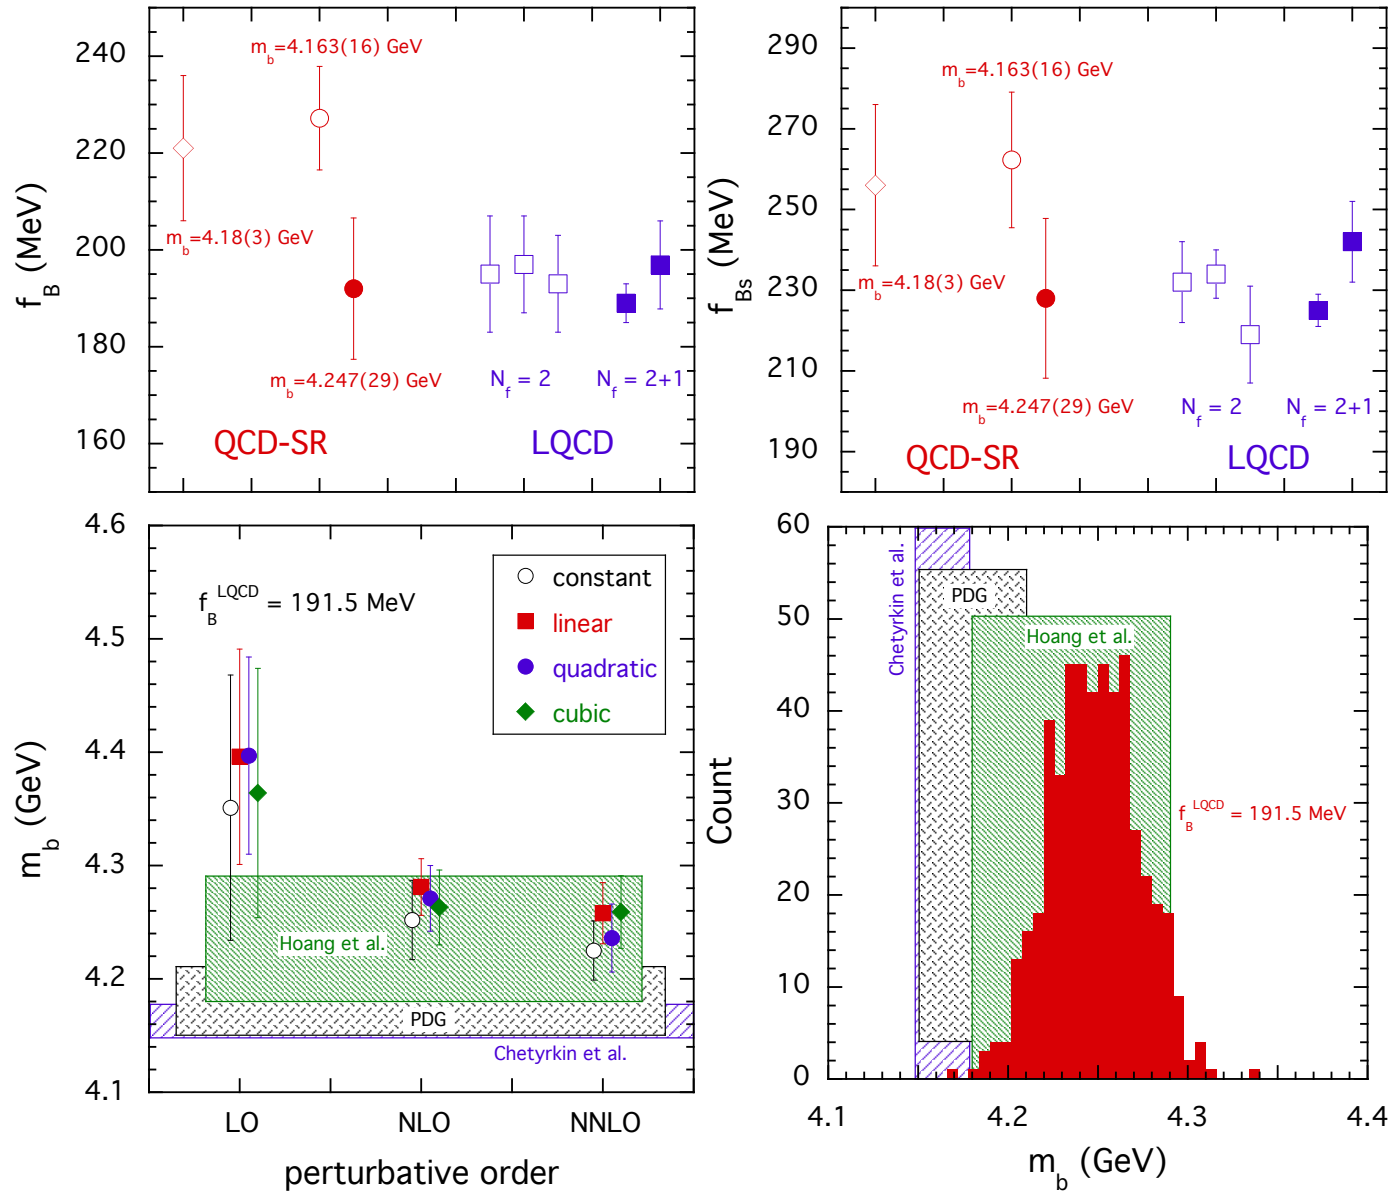 240
220
200
180
160
f_B (MeV)
m_b=4.163(16) GeV
m_b=4.18(3) GeV
m_b=4.247(29) GeV
N_f = 2
N_f = 2+1
QCD-SR
LQCD
290
270
250
230
210
190
f_Bs (MeV)
m_b=4.163(16) GeV
m_b=4.18(3) GeV
m_b=4.247(29) GeV
N_f = 2
N_f = 2+1
QCD-SR
LQCD
4.6
4.5
4.4
4.3
4.2
4.1
m_b (GeV)
f_B^LQCD = 191.5 MeV
constant
linear
quadratic
cubic
Hoang et al.
PDG
Chetyrkin et al.
LO
NLO
NNLO
perturbative order
60
50
40
30
20
10
0
Count
Chetyrkin et al.
PDG
Hoang et al.
f_B^LQCD = 191.5 MeV
4.1
4.2
4.3
4.4
m_b (GeV)